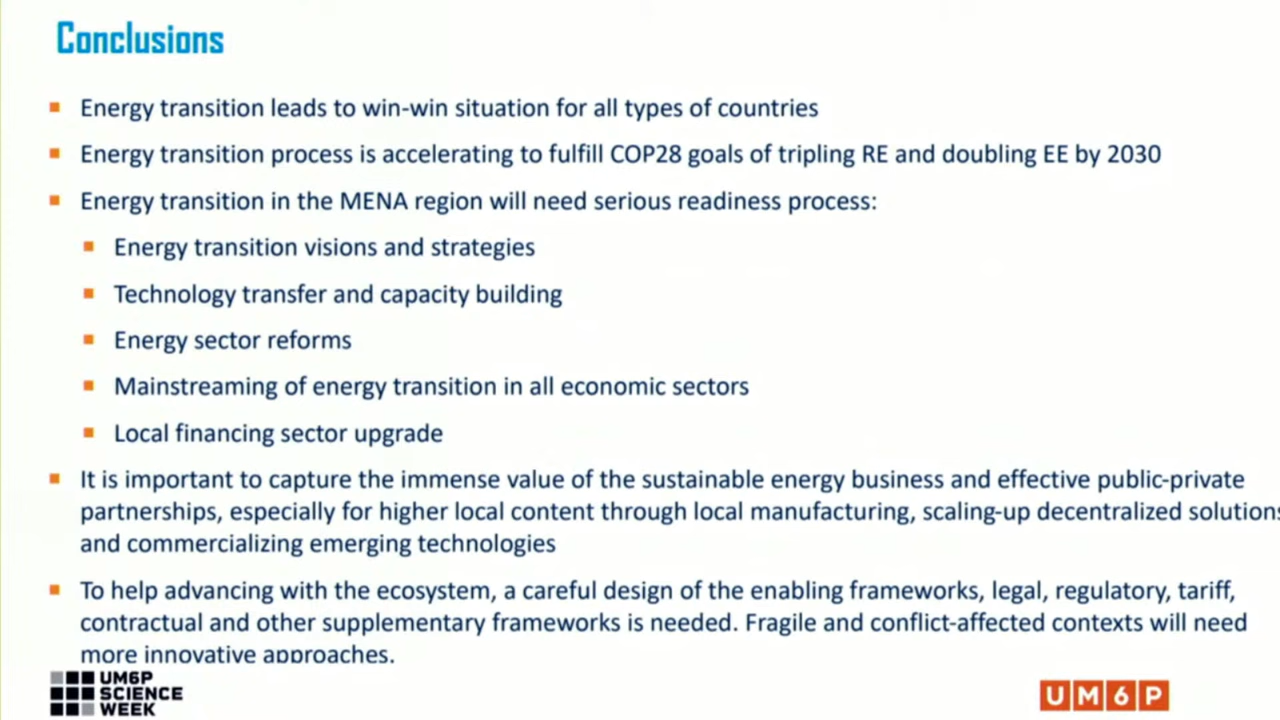 Conclusions
Energy transition leads to win-win situation for all types of countries
Energy transition process is accelerating to fulfill COP28 goals of tripling RE and doubling EE by 2030
Energy transition in the MENA region will need serious readiness process:
Energy transition visions and strategies
Technology transfer and capacity building
Energy sector reforms
Mainstreaming of energy transition in all economic sectors
Local financing sector upgrade
It is important to capture the immense value of the sustainable energy business and effective public-private
partnerships, especially for higher local content through local manufacturing, scaling-up decentralized solutions
and commercializing emerging technologies
To help advancing with the ecosystem, a careful design of the enabling frameworks, legal, regulatory, tariff,
contractual and other supplementary frameworks is needed. Fragile and conflict-affected contexts will need
more innovative approaches.
UM6P
SCIENCE
WEEK
UM6P